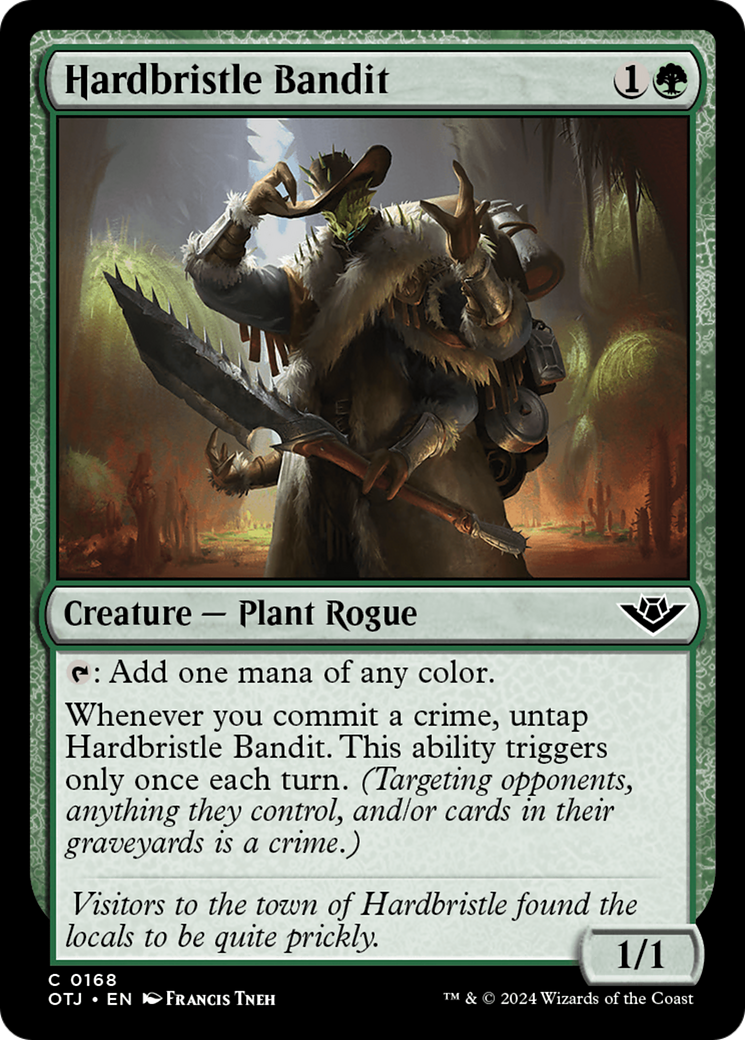 Hardbristle Bandit 1
Creature — Plant Rogue
: Add one mana of any color.
Whenever you commit a crime, untap
Hardbristle Bandit. This ability triggers
only once each turn. (Targeting opponents,
anything they control, and/or cards in their
graveyards is a crime.)
Visitors to the town of Hardbristle found the
locals to be quite prickly.
1/1
C 0168
OTJ • EN Francis Tneh
™ & © 2024 Wizards of the Coast